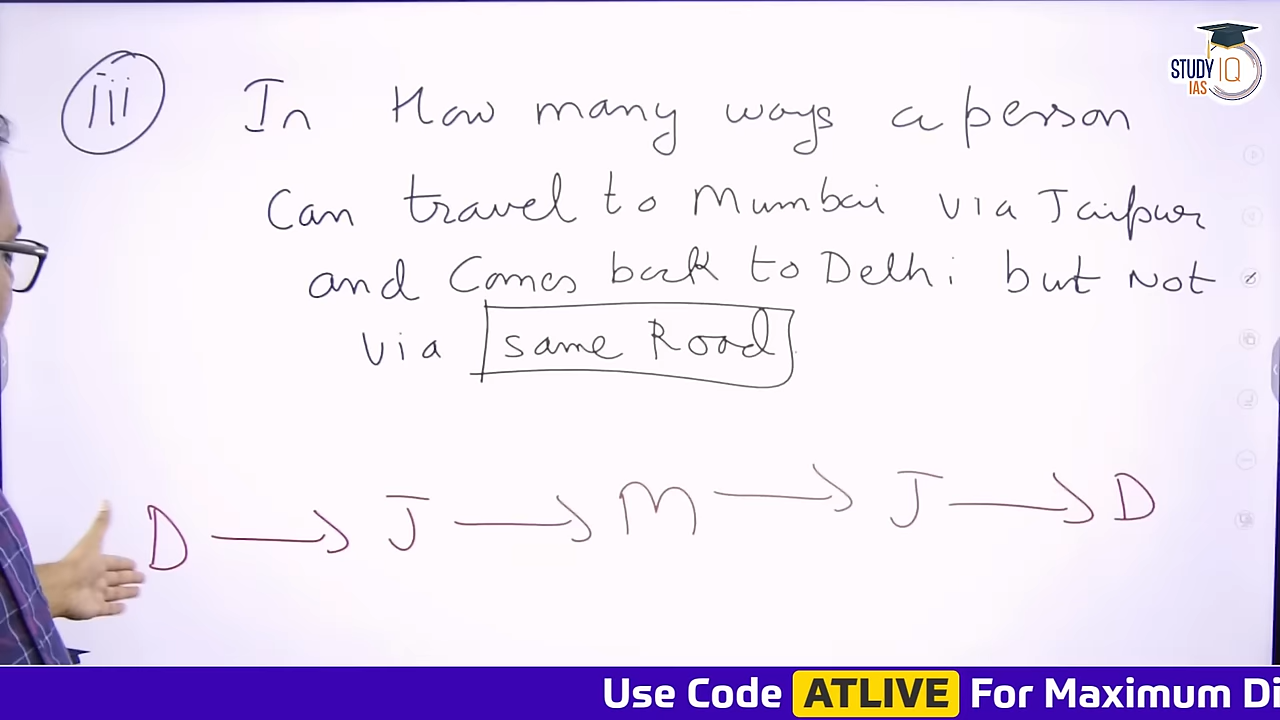 STUDY IQ
IAS
iii In How many ways a person
Can travel to Mumbai via Jaipur
and Comes back to Delhi but Not
via same Road
D → J → M → J → D
Use Code ATLIVE For Maximum Di